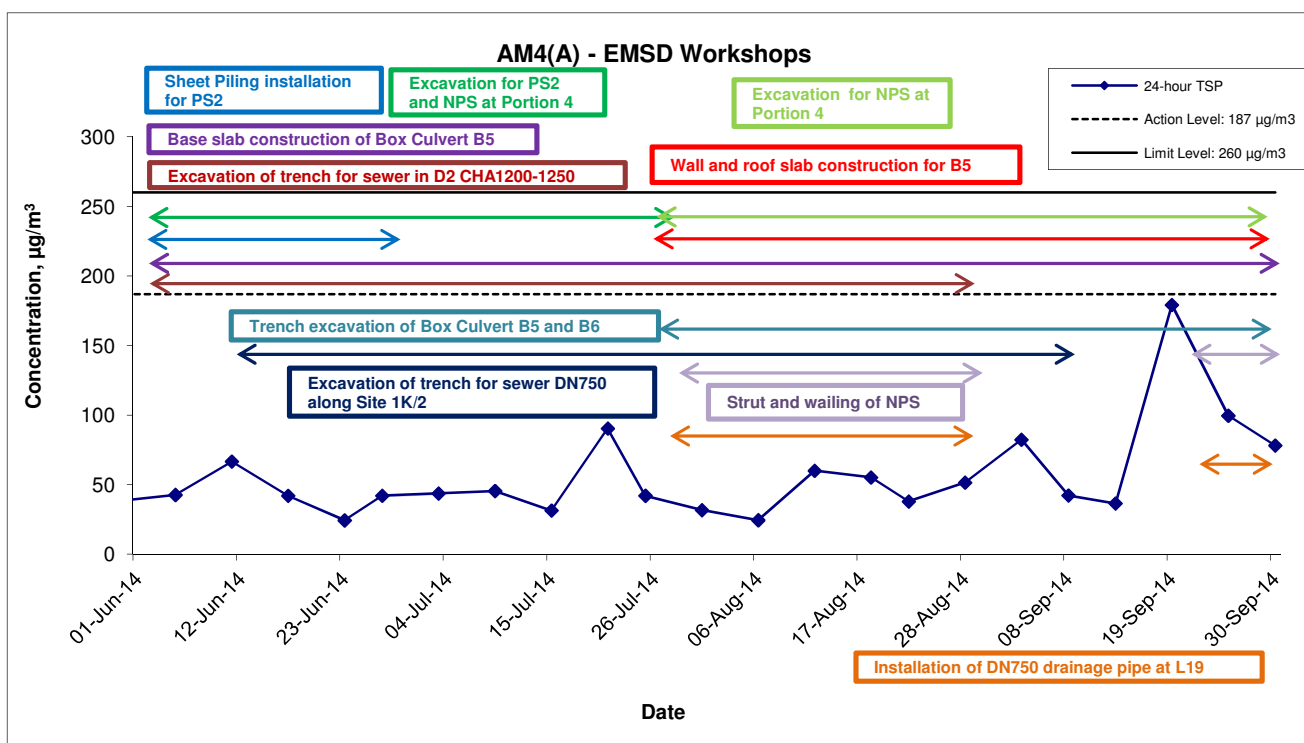 AM4(A) - EMSD Workshops
Sheet Piling installation
for PS2
Excavation for PS2
and NPS at Portion 4
Excavation for NPS at
Portion 4
24-hour TSP
Action Level: 187 µg/m3
Limit Level: 260 µg/m3
Base slab construction of Box Culvert B5
Excavation of trench for sewer in D2 CHA1200-1250
Wall and roof slab construction for B5
Trench excavation of Box Culvert B5 and B6
Excavation of trench for sewer DN750
along Site 1K/2
Strut and wailing of NPS
Concentration, µg/m³
300
250
200
150
100
50
0
01-Jun-14
12-Jun-14
23-Jun-14
04-Jul-14
15-Jul-14
26-Jul-14
06-Aug-14
17-Aug-14
28-Aug-14
08-Sep-14
19-Sep-14
30-Sep-14
Installation of DN750 drainage pipe at L19
Date